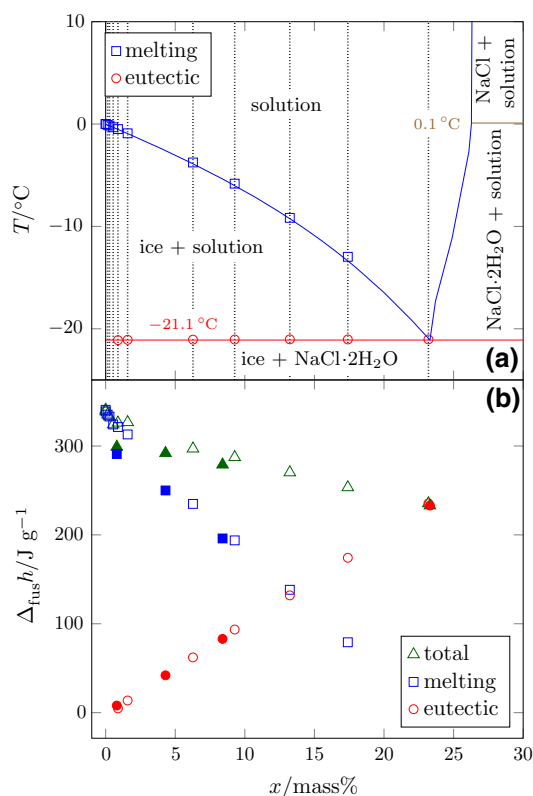 10
0
−10
−20
T/°C
melting
eutectic
solution
NaCl +
solution
0.1 °C
ice + solution
NaCl·2H₂O + solution
−21.1 °C
ice + NaCl·2H₂O
(a)
(b)
300
200
100
0
Δfush/J g⁻¹
total
melting
eutectic
0
5
10
15
20
25
30
x/mass%